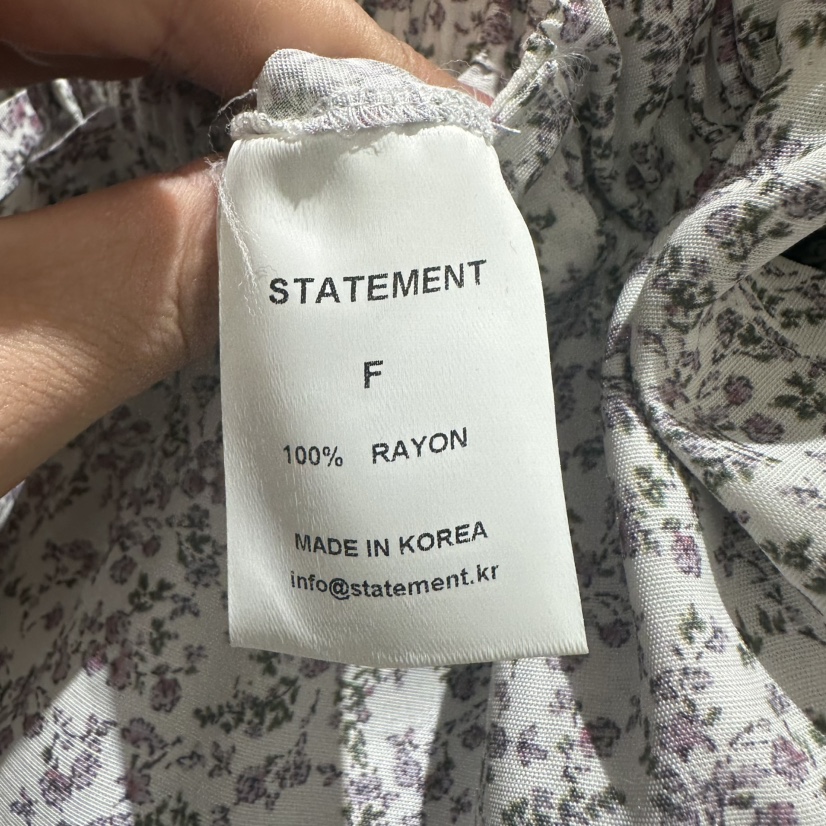 STATEMENT
F
100% RAYON
MADE IN KOREA
info@statement.kr